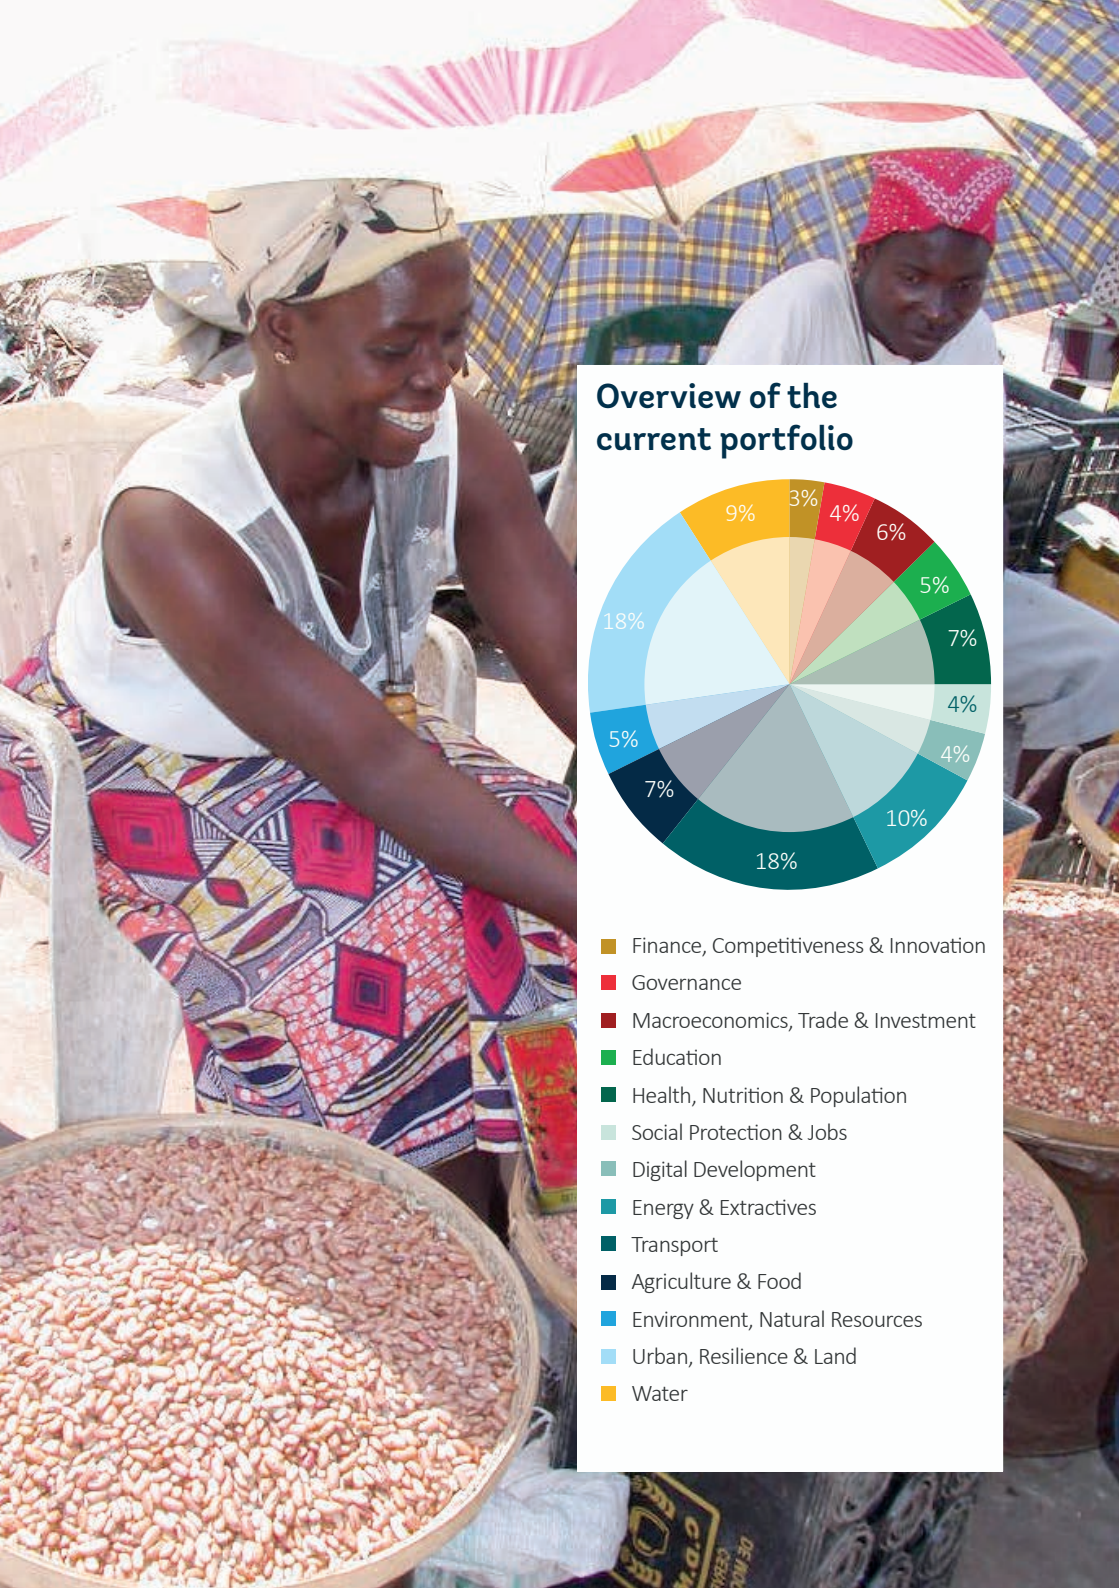 Overview of the
current portfolio
3%
4%
6%
5%
7%
4%
4%
10%
18%
7%
5%
18%
9%
Finance, Competitiveness & Innovation
Governance
Macroeconomics, Trade & Investment
Education
Health, Nutrition & Population
Social Protection & Jobs
Digital Development
Energy & Extractives
Transport
Agriculture & Food
Environment, Natural Resources
Urban, Resilience & Land
Water